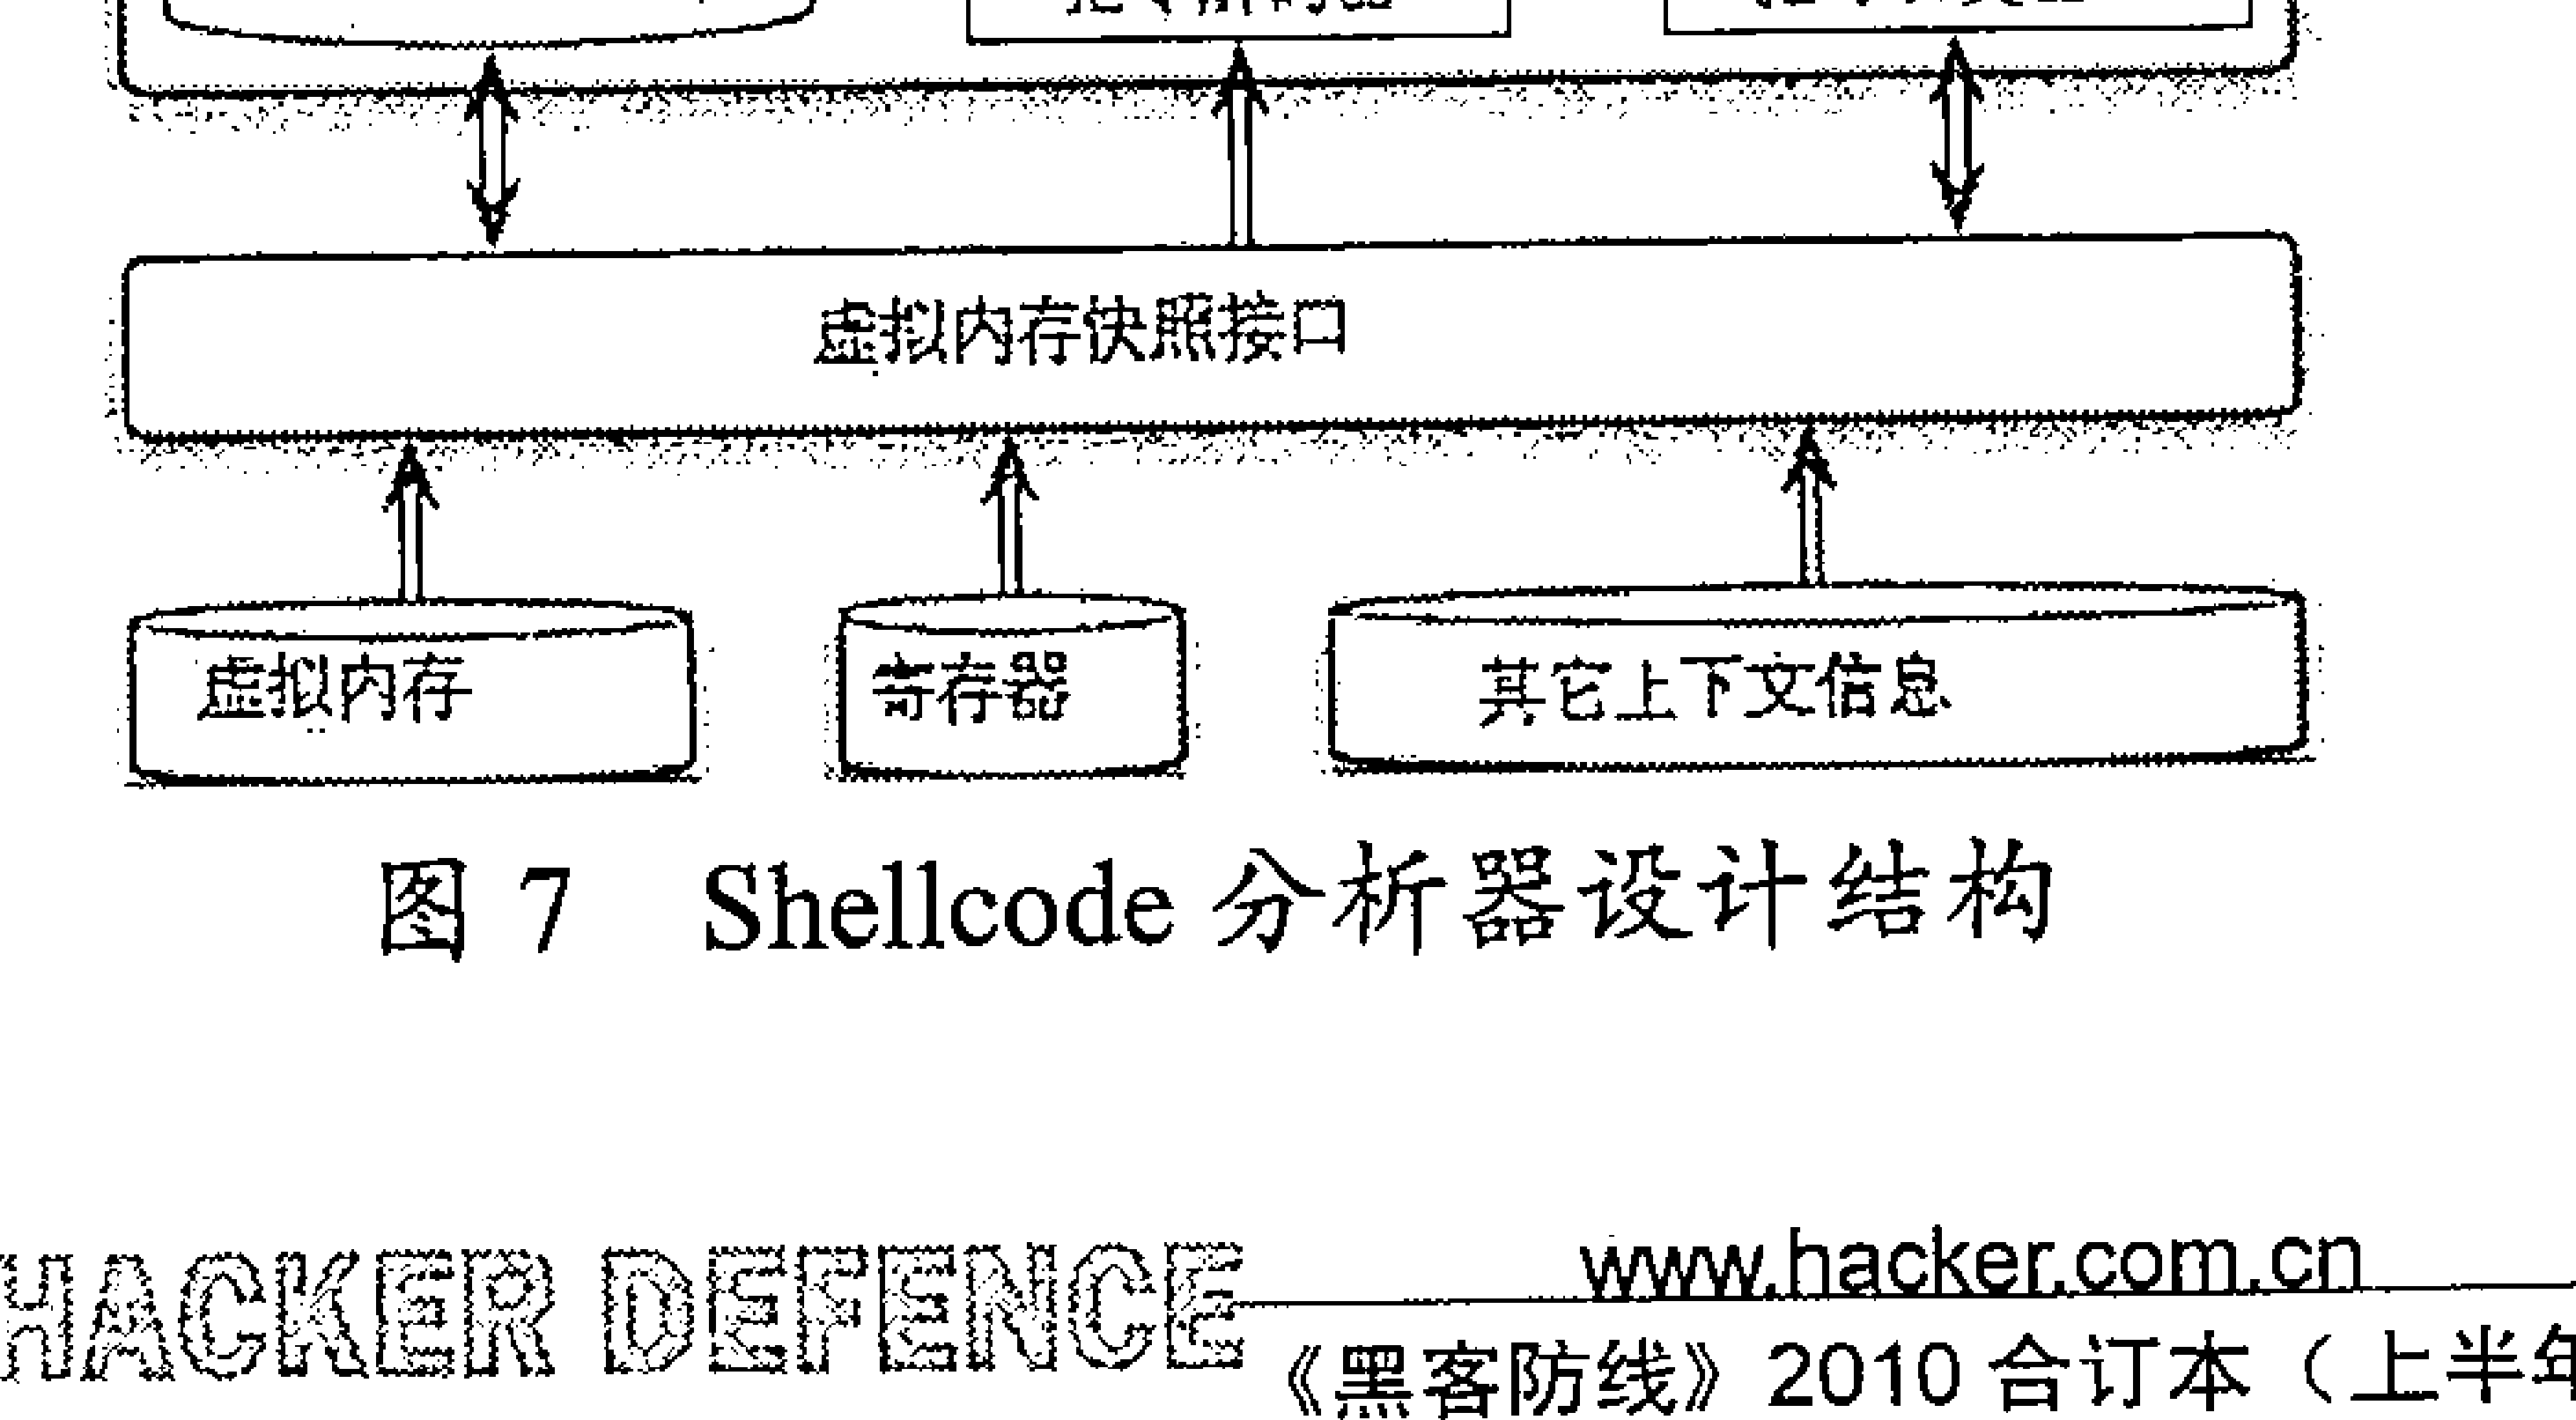 虚拟内存快照接口
虚拟内存 寄存器 其它上下文信息
图 7 Shellcode 分析器设计结构
HACKER DEFENCE www.hacker.com.cn
《黑客防线》2010 合订本（上半年